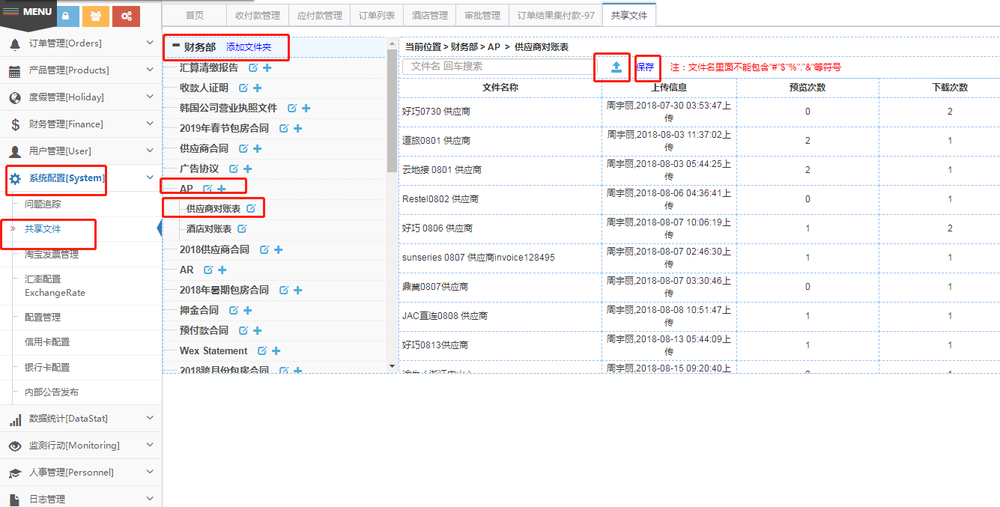 MENU
首页
收付款管理
应付款管理
订单列表
酒店管理
审批管理
订单结果集付款-97
共享文件
订单管理[Orders]
产品管理[Products]
度假管理[Holiday]
财务管理[Finance]
用户管理[User]
系统配置[System]
问题追踪
» 共享文件
淘宝发票管理
汇率配置
ExchangeRate
配置管理
信用卡配置
银行卡配置
内部公告发布
数据统计[DataStat]
监测行动[Monitoring]
人事管理[Personnel]
日志管理
财务部 添加文件夹
汇算清缴报告
收款人证明
韩国公司营业执照文件
2019年春节包房合同
供应商合同
广告协议
AP
供应商对账表
酒店对账表
2018供应商合同
AR
2018年暑期包房合同
押金合同
预付款合同
Wex Statement
2018跨月份包房合同
当前位置 > 财务部 > AP > 供应商对账表
文件名 回车搜索
保存 注：文件名里面不能包含"#"$"%"."&"等符号
文件名称 上传信息 预览次数 下载次数
好巧0730 供应商 周宇丽,2018-07-30 03:53:47上传 0 2
道旅0801 供应商 周宇丽,2018-08-03 11:37:02上传 2 1
云地接 0801 供应商 周宇丽,2018-08-03 05:44:25上传 2 1
Restel0802 供应商 周宇丽,2018-08-06 04:36:41上传 0 1
好巧 0806 供应商 周宇丽,2018-08-07 10:06:19上传 1 2
sunseries 0807 供应商invoice128495 周宇丽,2018-08-07 02:46:30上传 1 1
鼎業0807供应商 周宇丽,2018-08-07 03:30:46上传 0 1
JAC直连0808 供应商 周宇丽,2018-08-08 10:51:47上传 1 1
好巧0813供应商 周宇丽,2018-08-13 05:44:09上传 1 1
周宇丽,2018-08-15 09:20:40上